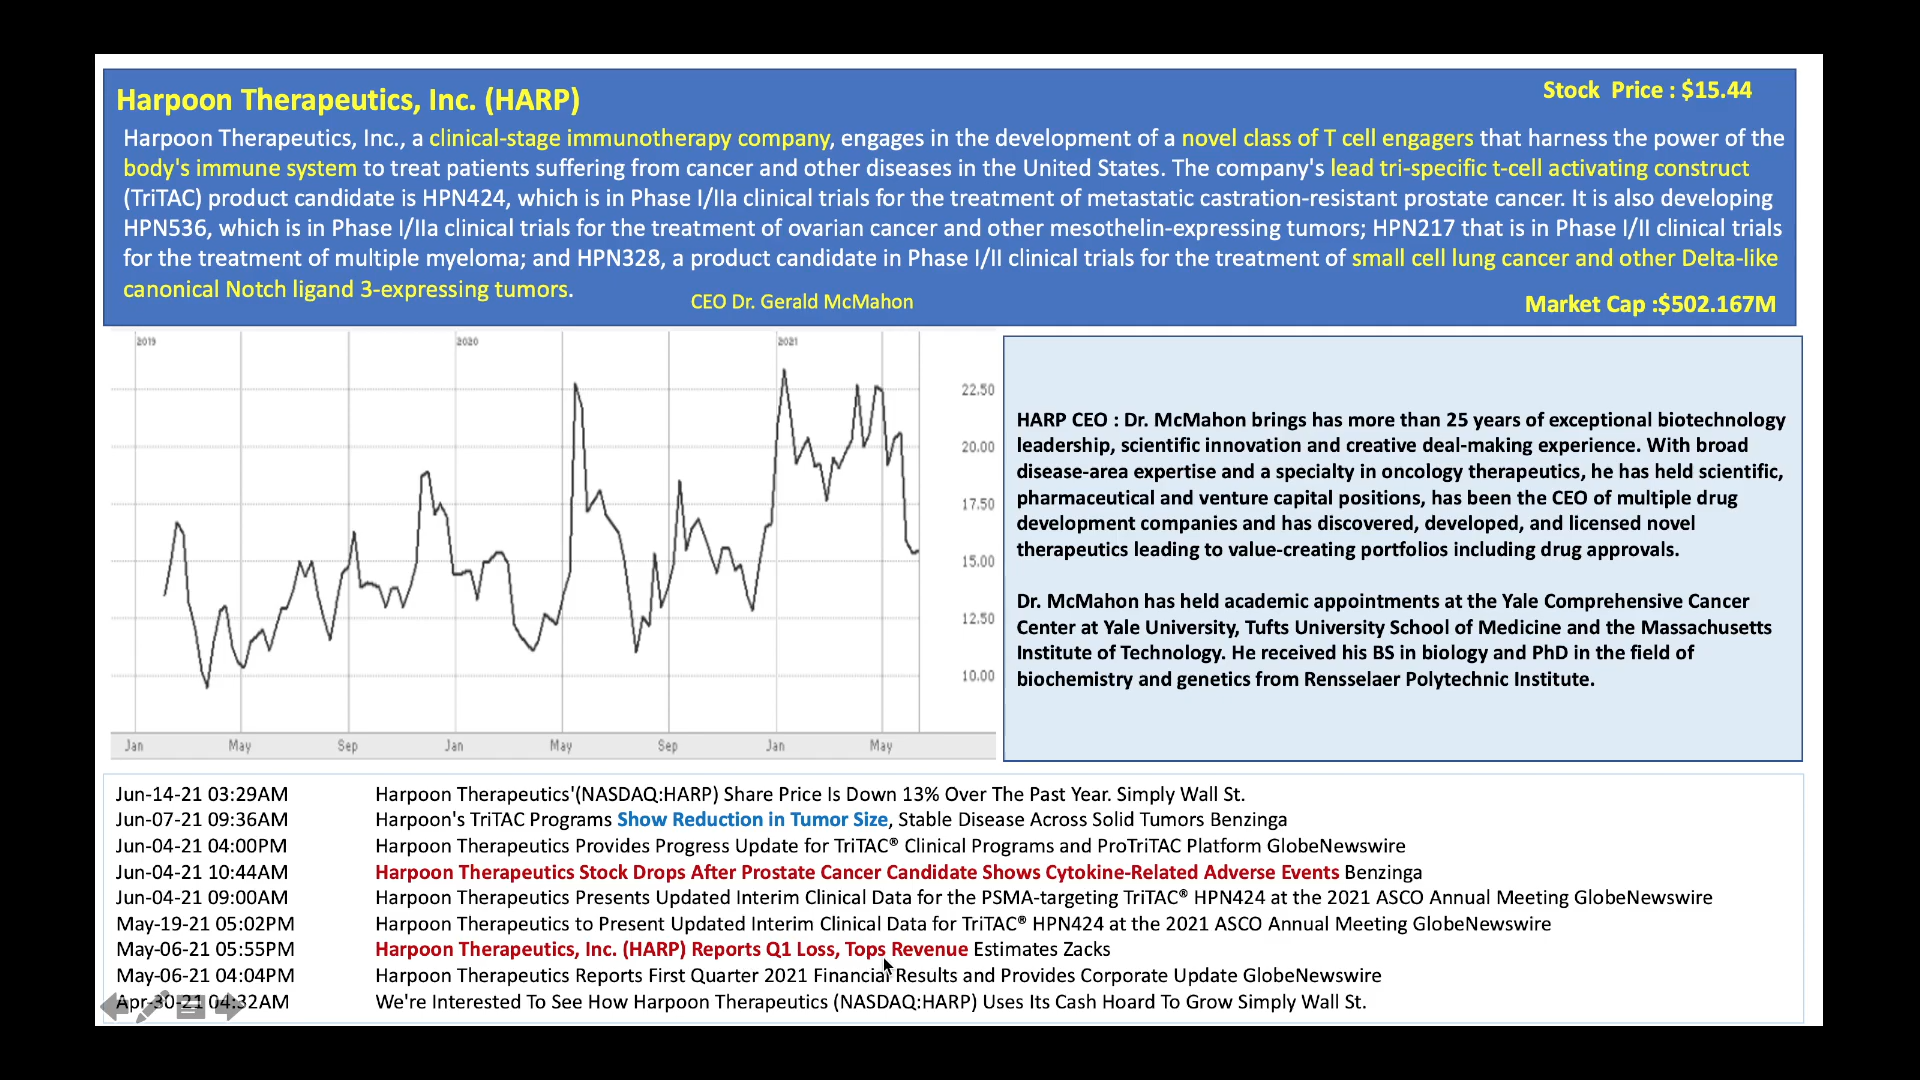 Harpoon Therapeutics, Inc. (HARP)
Stock Price : $15.44
Harpoon Therapeutics, Inc., a clinical-stage immunotherapy company, engages in the development of a novel class of T cell engagers that harness the power of the
body's immune system to treat patients suffering from cancer and other diseases in the United States. The company's lead tri-specific t-cell activating construct
(TriTAC) product candidate is HPN424, which is in Phase I/IIa clinical trials for the treatment of metastatic castration-resistant prostate cancer. It is also developing
HPN536, which is in Phase I/IIa clinical trials for the treatment of ovarian cancer and other mesothelin-expressing tumors; HPN217 that is in Phase I/II clinical trials
for the treatment of multiple myeloma; and HPN328, a product candidate in Phase I/II clinical trials for the treatment of small cell lung cancer and other Delta-like
canonical Notch ligand 3-expressing tumors.
CEO Dr. Gerald McMahon
Market Cap :$502.167M
2019 2020 2021
22.50
20.00
17.50
15.00
12.50
10.00
Jan May Sep Jan May Sep Jan May
HARP CEO : Dr. McMahon brings has more than 25 years of exceptional biotechnology
leadership, scientific innovation and creative deal-making experience. With broad
disease-area expertise and a specialty in oncology therapeutics, he has held scientific,
pharmaceutical and venture capital positions, has been the CEO of multiple drug
development companies and has discovered, developed, and licensed novel
therapeutics leading to value-creating portfolios including drug approvals.
Dr. McMahon has held academic appointments at the Yale Comprehensive Cancer
Center at Yale University, Tufts University School of Medicine and the Massachusetts
Institute of Technology. He received his BS in biology and PhD in the field of
biochemistry and genetics from Rensselaer Polytechnic Institute.
Jun-14-21 03:29AM Harpoon Therapeutics'(NASDAQ:HARP) Share Price Is Down 13% Over The Past Year. Simply Wall St.
Jun-07-21 09:36AM Harpoon's TriTAC Programs Show Reduction in Tumor Size, Stable Disease Across Solid Tumors Benzinga
Jun-04-21 04:00PM Harpoon Therapeutics Provides Progress Update for TriTAC® Clinical Programs and ProTriTAC Platform GlobeNewswire
Jun-04-21 10:44AM Harpoon Therapeutics Stock Drops After Prostate Cancer Candidate Shows Cytokine-Related Adverse Events Benzinga
Jun-04-21 09:00AM Harpoon Therapeutics Presents Updated Interim Clinical Data for the PSMA-targeting TriTAC® HPN424 at the 2021 ASCO Annual Meeting GlobeNewswire
May-19-21 05:02PM Harpoon Therapeutics to Present Updated Interim Clinical Data for TriTAC® HPN424 at the 2021 ASCO Annual Meeting GlobeNewswire
May-06-21 05:55PM Harpoon Therapeutics, Inc. (HARP) Reports Q1 Loss, Tops Revenue Estimates Zacks
May-06-21 04:04PM Harpoon Therapeutics Reports First Quarter 2021 Financial Results and Provides Corporate Update GlobeNewswire
Apr-30-21 04:32AM We're Interested To See How Harpoon Therapeutics (NASDAQ:HARP) Uses Its Cash Hoard To Grow Simply Wall St.